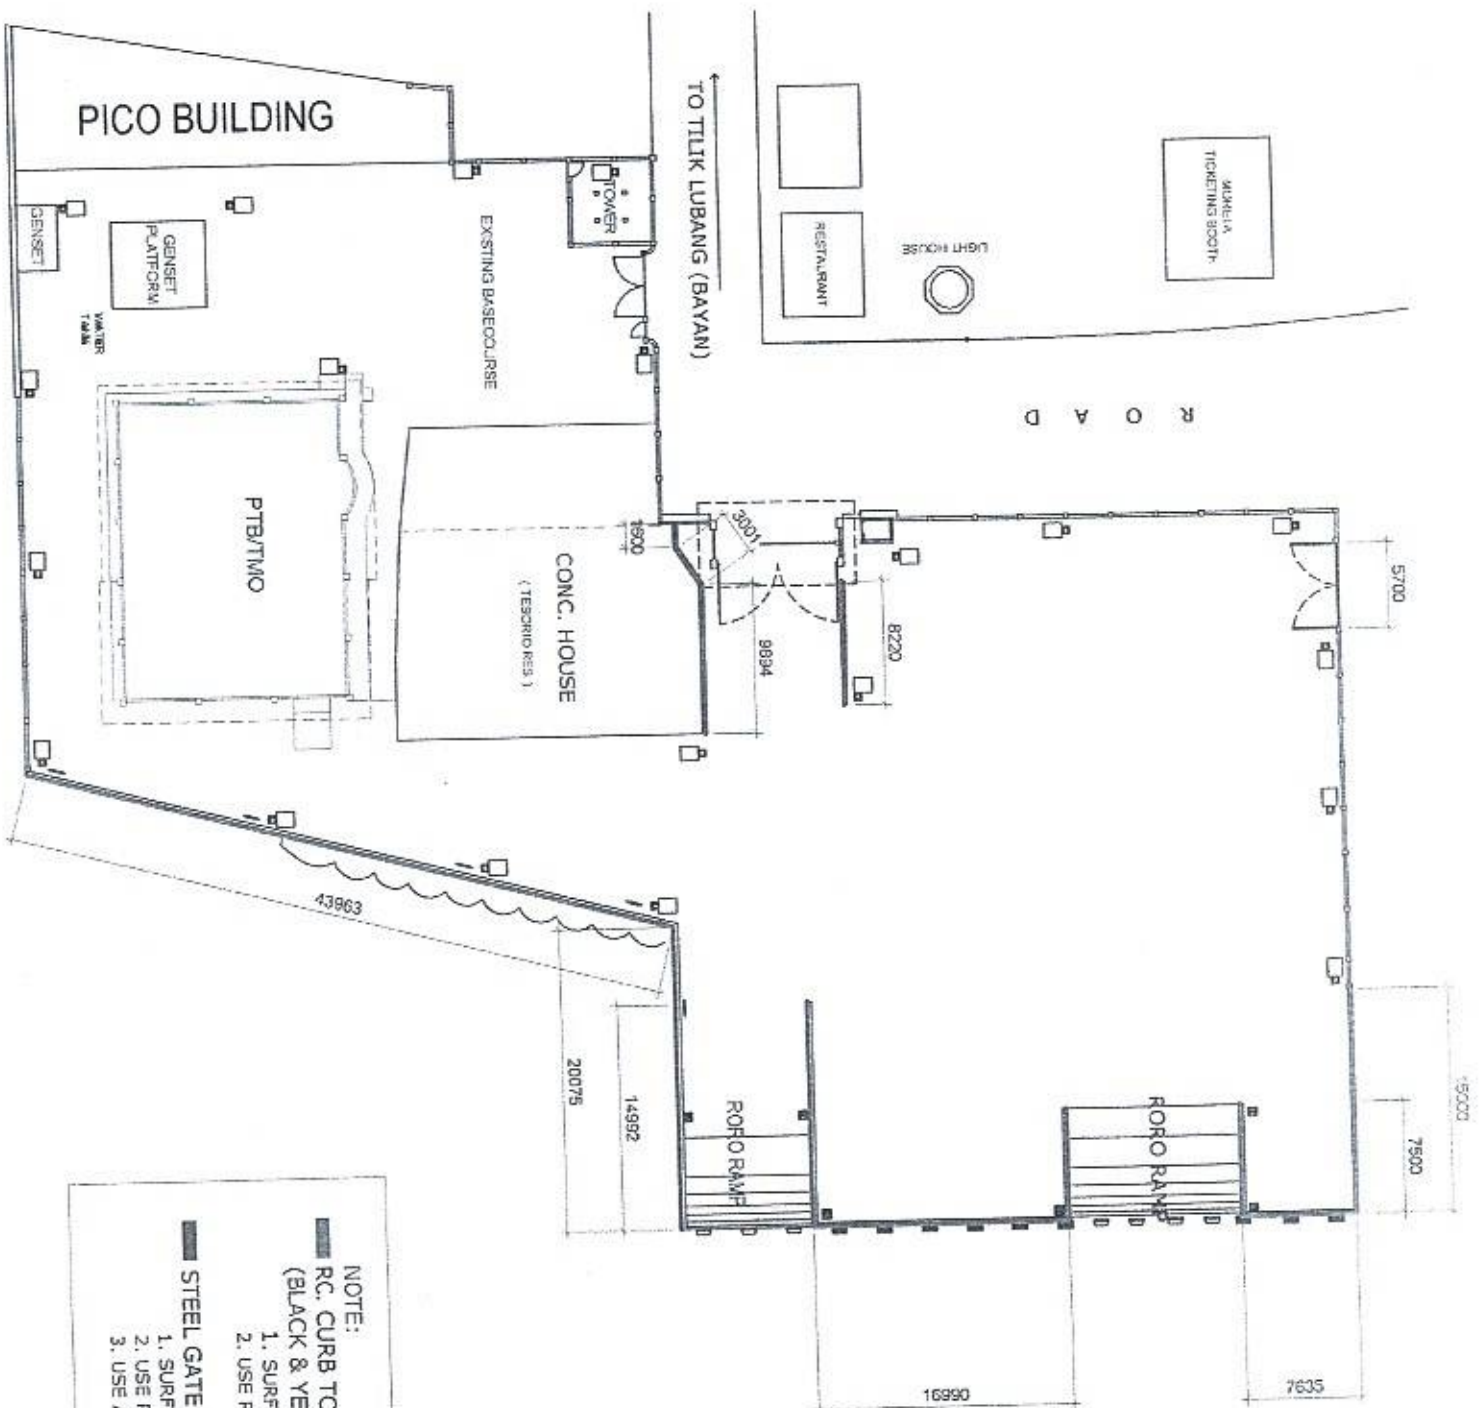 PICO BUILDING
TO TILIK LUBANG (BAYAN)
TICKETING BOOTH
RESTAURANT
LIGHT HOUSE
TOWER
GENSET
GENSET
PLATFORM
EXISTING BASECOURSE
WATER
ROAD
PTB/TMO
CONC. HOUSE
( TESORIO RES. )
1600
3001
9894
8220
5700
43963
20075
14992
RORO RAMP
RORO RAMP
15000
7500
16990
7635
NOTE:
RC. CURB TO
(BLACK & YE
1. SURF
2. USE
STEEL GATE
1. SURF
2. USE
3. USE